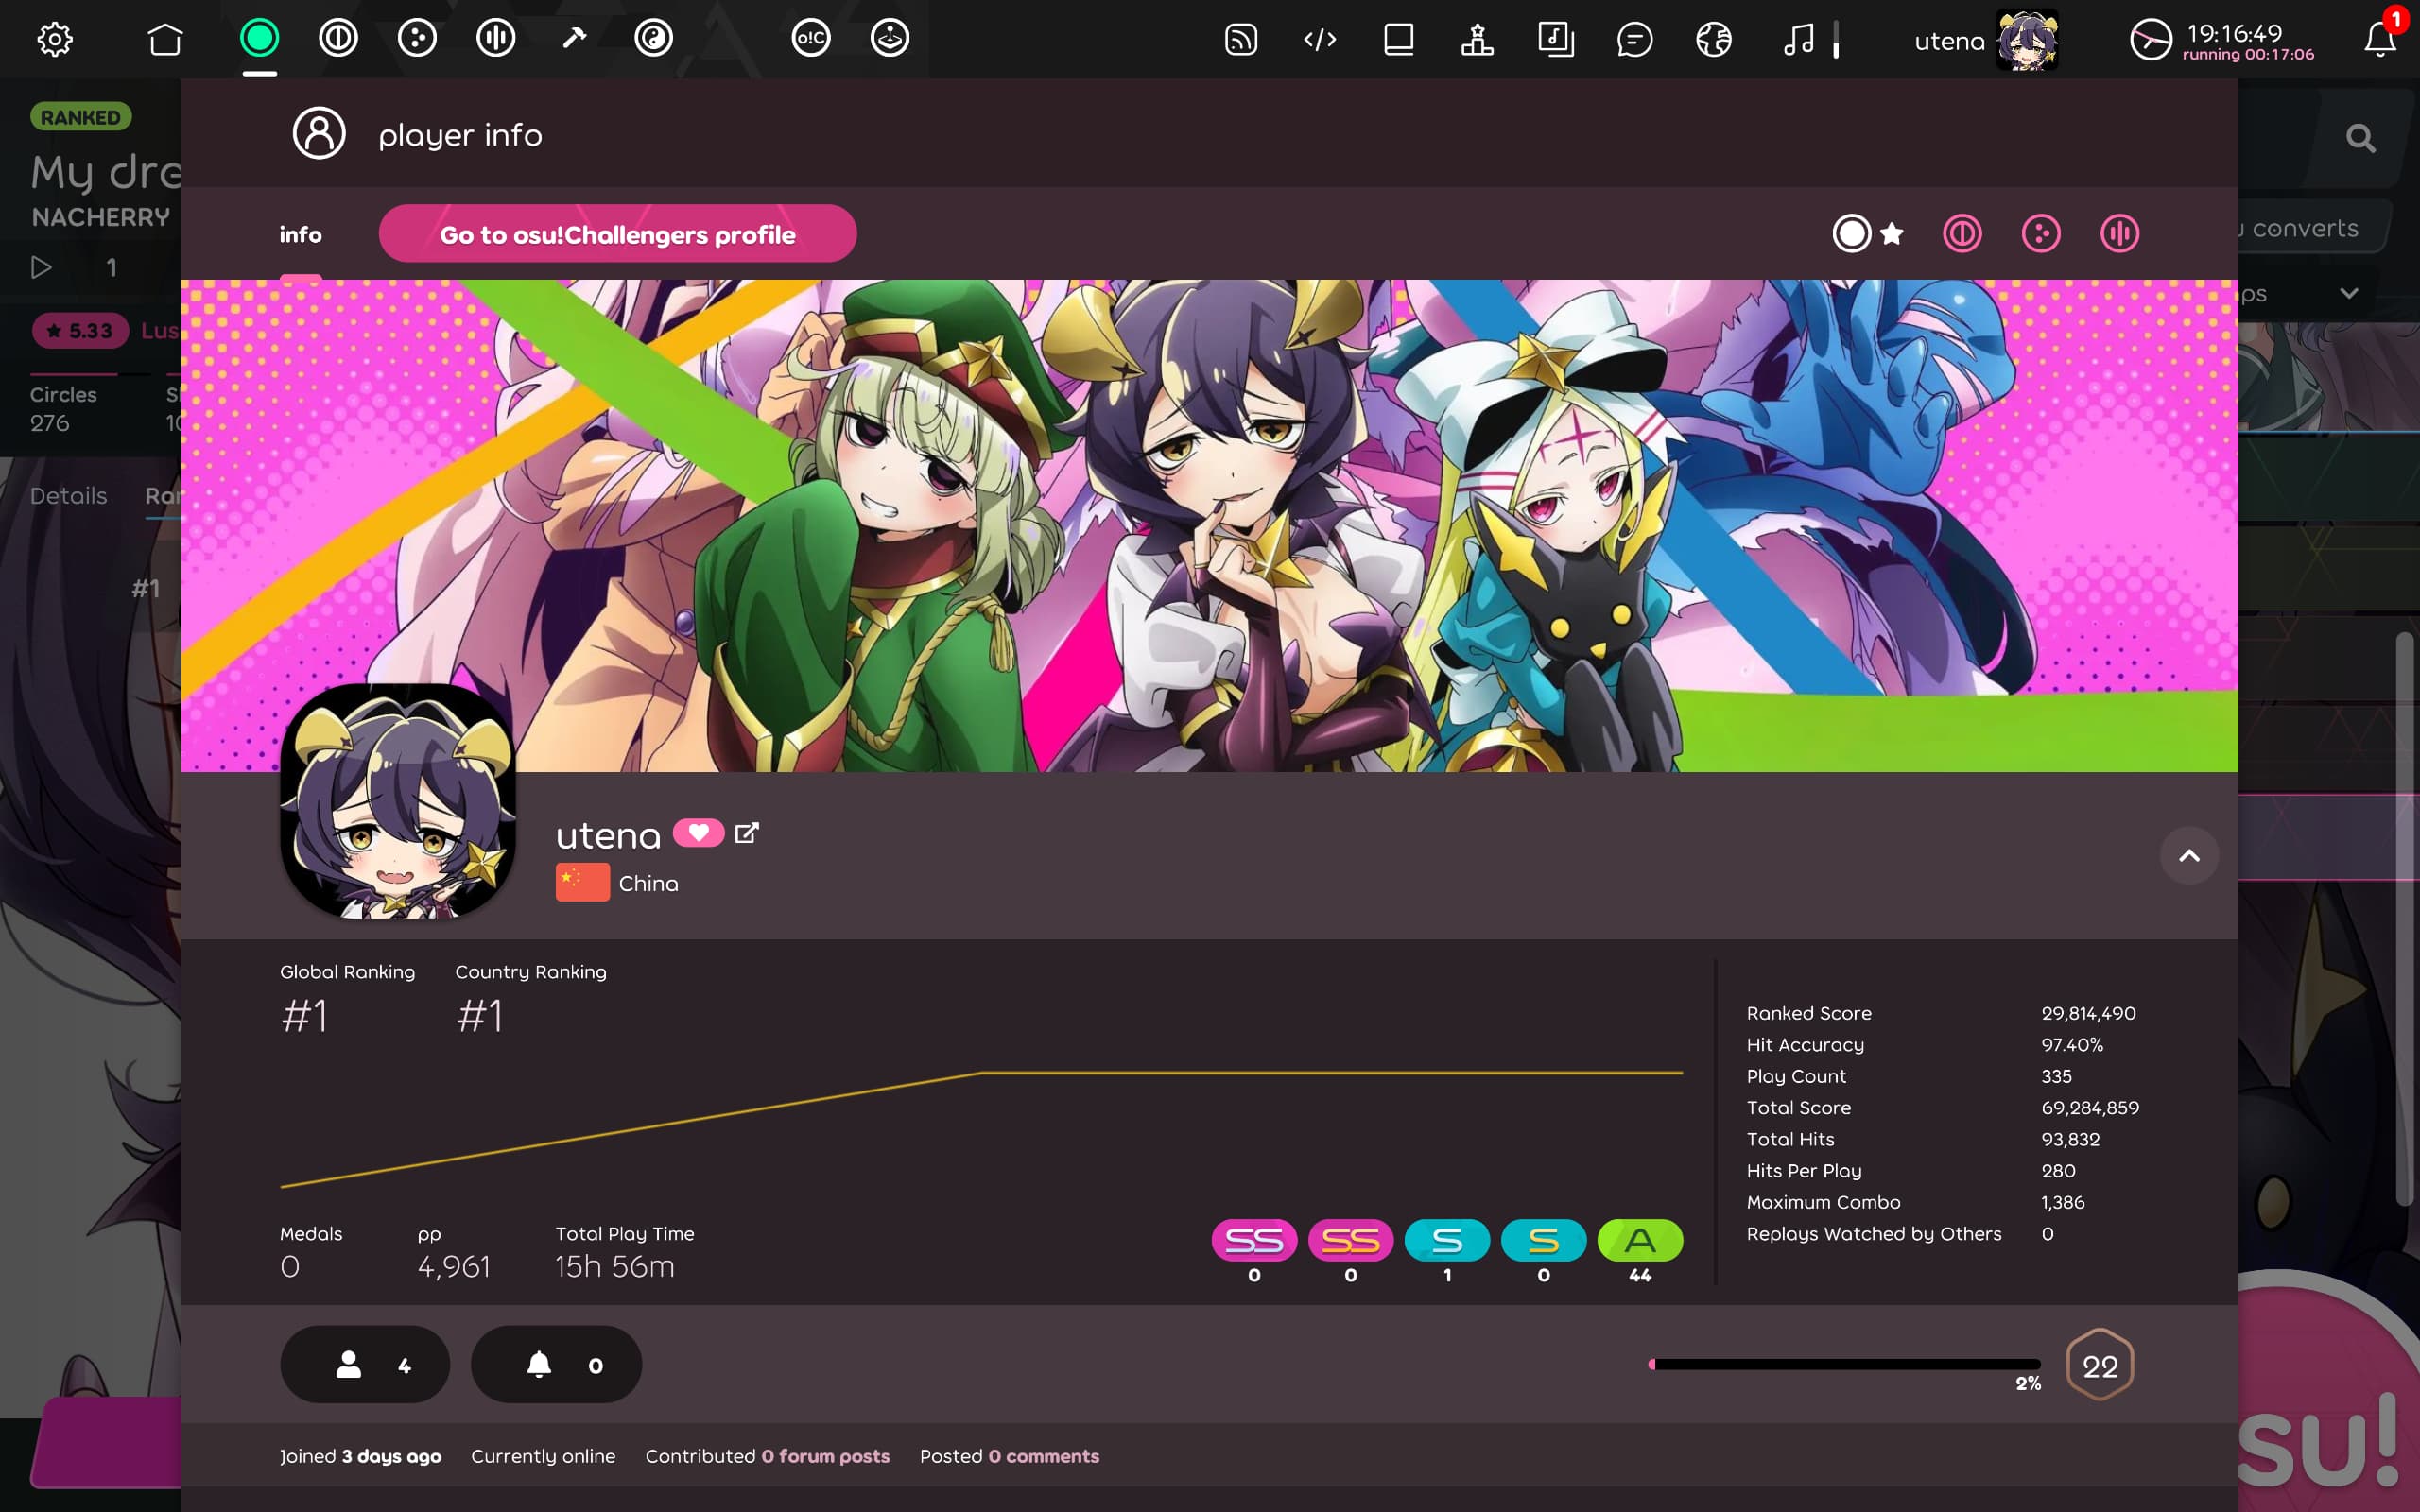 o!C
utena
19:16:49
running 00:17:06
1
RANKED
My dre
NACHERRY
1
5.33
Circles
276
Details
#1
converts
player info
info
Go to osu!Challengers profile
utena
China
Global Ranking
Country Ranking
#1
#1
Ranked Score 29,814,490
Hit Accuracy 97.40%
Play Count 335
Total Score 69,284,859
Total Hits 93,832
Hits Per Play 280
Maximum Combo 1,386
Replays Watched by Others 0
Medals
pp
Total Play Time
0
4,961
15h 56m
SS SS S S A
0 0 1 0 44
4
0
2%
22
Joined 3 days ago Currently online Contributed 0 forum posts Posted 0 comments
su!